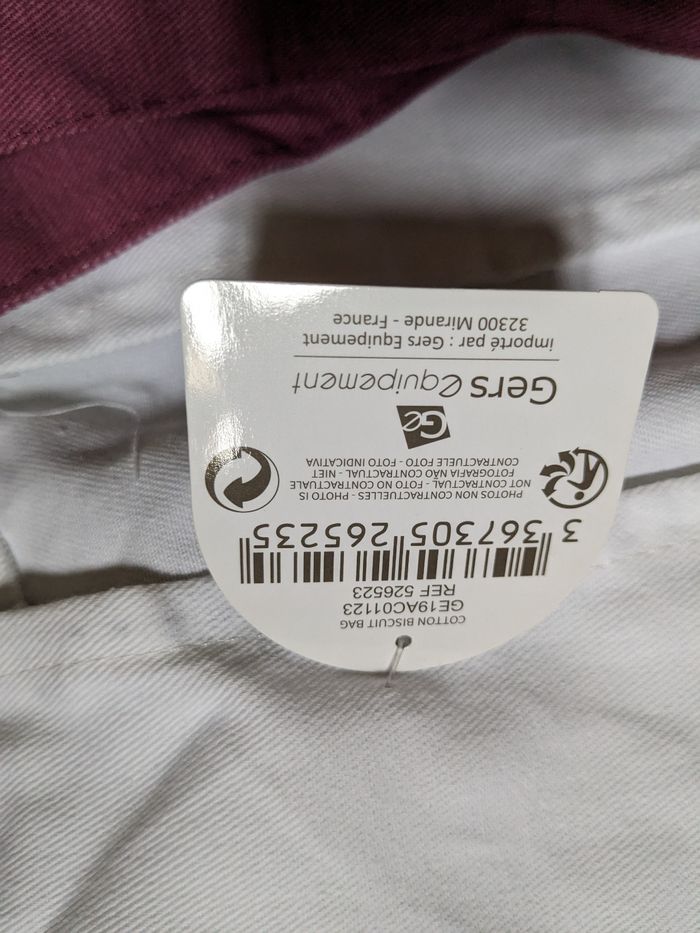 COTTON BISCUIT BAG
GE19AC01123
REF 526523
3 367305 265235
PHOTOS NON CONTRACTUELLES - PHOTO IS
NOT CONTRACTUAL - FOTO NO CONTRACTUALE
FOTOGRAFIA NÃO CONTRACTUAL - NIET
CONTRACTUELE FOTO - FOTO INDICATIVA
Ge
Gers equipement
importé par : Gers Equipement
32300 Mirande - France